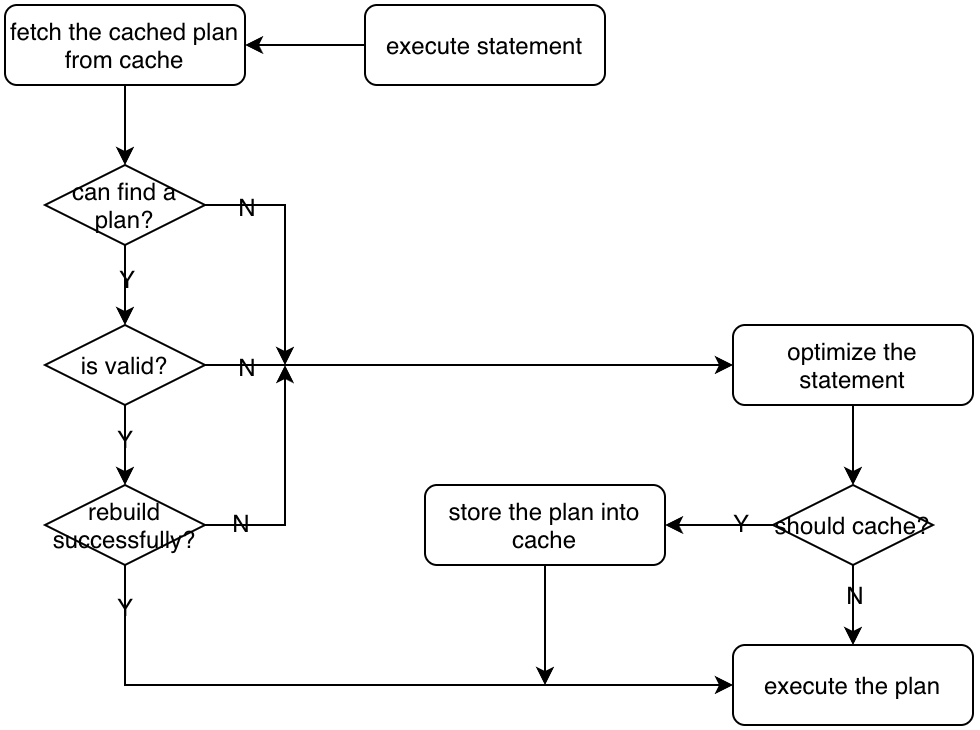 fetch the cached plan
from cache
execute statement
can find a
plan?
N
Y
is valid?
N
optimize the
statement
Y
rebuild
successfully?
N
store the plan into
cache
Y
should cache?
Y
N
execute the plan